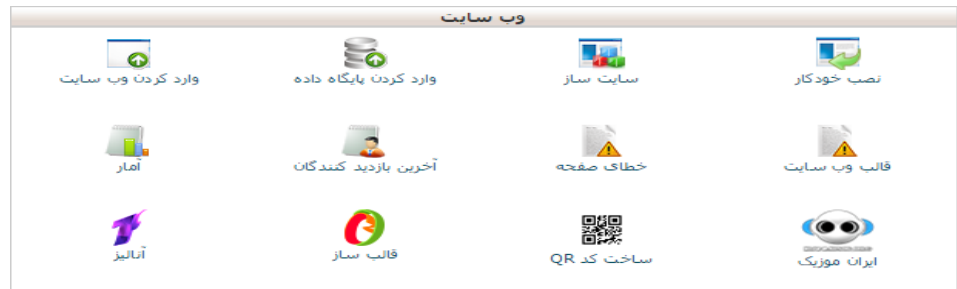 وب سایت
نصب خودکار
سایت ساز
وارد کردن پایگاه داده
وارد کردن وب سایت
قالب وب سایت
خطای صفحه
آخرین بازدید کنندگان
آمار
ایران موزیک
ساخت کد QR
قالب ساز
آنالیز